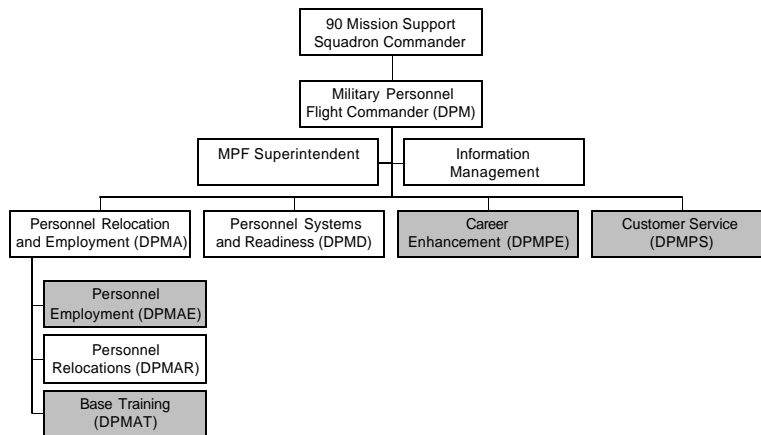 90 Mission Support
Squadron Commander
Military Personnel
Flight Commander (DPM)
MPF Superintendent
Information
Management
Personnel Relocation
and Employment (DPMA)
Personnel Systems
and Readiness (DPMD)
Career
Enhancement (DPMPE)
Customer Service
(DPMPS)
Personnel
Employment (DPMAE)
Personnel
Relocations (DPMAR)
Base Training
(DPMAT)